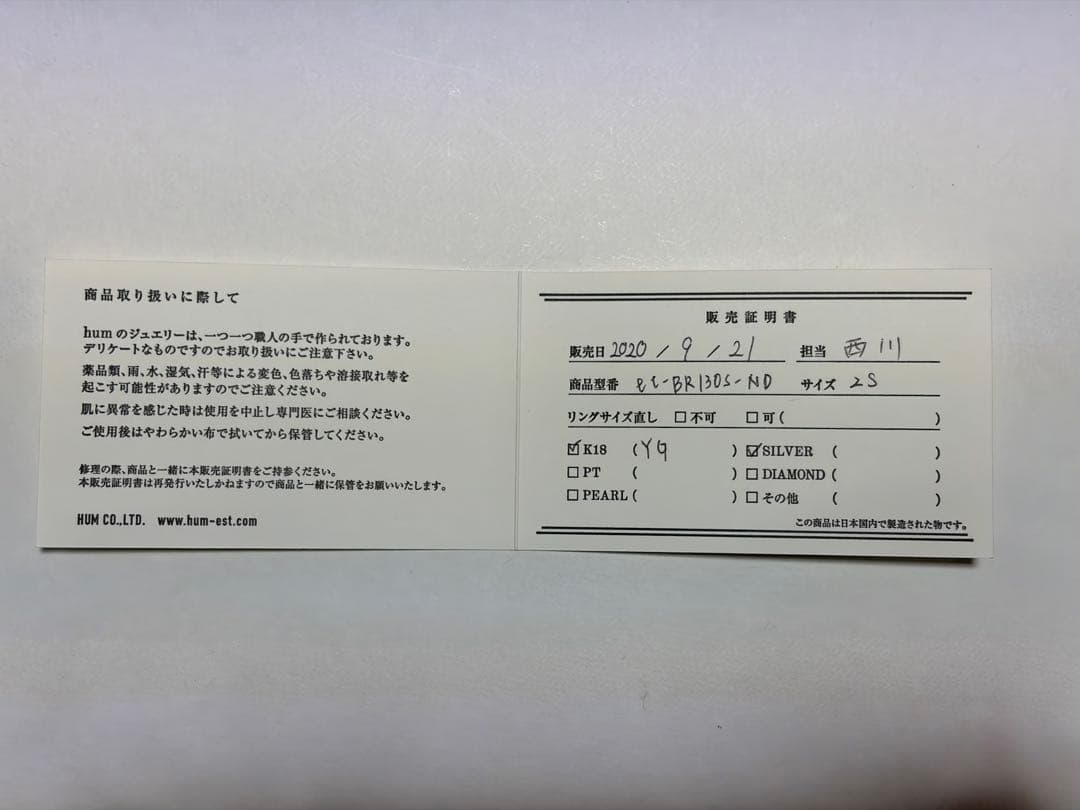 商品取り扱いに際して
humのジュエリーは、一つ一つ職人の手で作られております。
デリケートなものですのでお取り扱いにご注意下さい。
薬品類、雨、水、湿気、汗等による変色、色落ちや溶接取れ等を
起こす可能性がありますのでご注意ください。
肌に異常を感じた時は使用を中止し専門医にご相談ください。
ご使用後はやわらかい布で拭いてから保管してください。
修理の際、商品と一緒に本販売証明書をご持参ください。
本販売証明書は再発行いたしかねますので商品と一緒に保管をお願いいたします。
HUM CO.,LTD. www.hum-est.com
販売証明書
販売日 2020 / 9 / 21 担当 西川
商品型番 サイズ 2S
リングサイズ直し □不可 □可( )
☑K18 (YG ) ☑SILVER ( )
□PT ( ) □DIAMOND ( )
□PEARL ( ) □その他 ( )
この商品は日本国内で製造された物です。